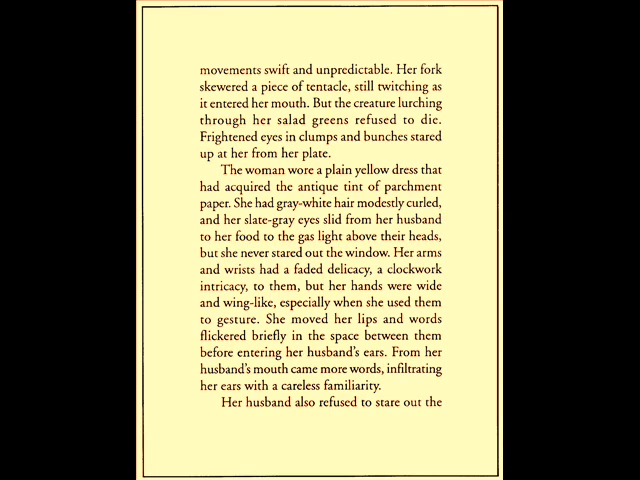 movements swift and unpredictable. Her fork
skewered a piece of tentacle, still twitching as
it entered her mouth. But the creature lurching
through her salad greens refused to die.
Frightened eyes in clumps and bunches stared
up at her from her plate.
The woman wore a plain yellow dress that
had acquired the antique tint of parchment
paper. She had gray-white hair modestly curled,
and her slate-gray eyes slid from her husband
to her food to the gas light above their heads,
but she never stared out the window. Her arms
and wrists had a faded delicacy, a clockwork
intricacy, to them, but her hands were wide
and wing-like, especially when she used them
to gesture. She moved her lips and words
flickered briefly in the space between them
before entering her husband's ears. From her
husband's mouth came more words, infiltrating
her ears with a careless familiarity.
Her husband also refused to stare out the